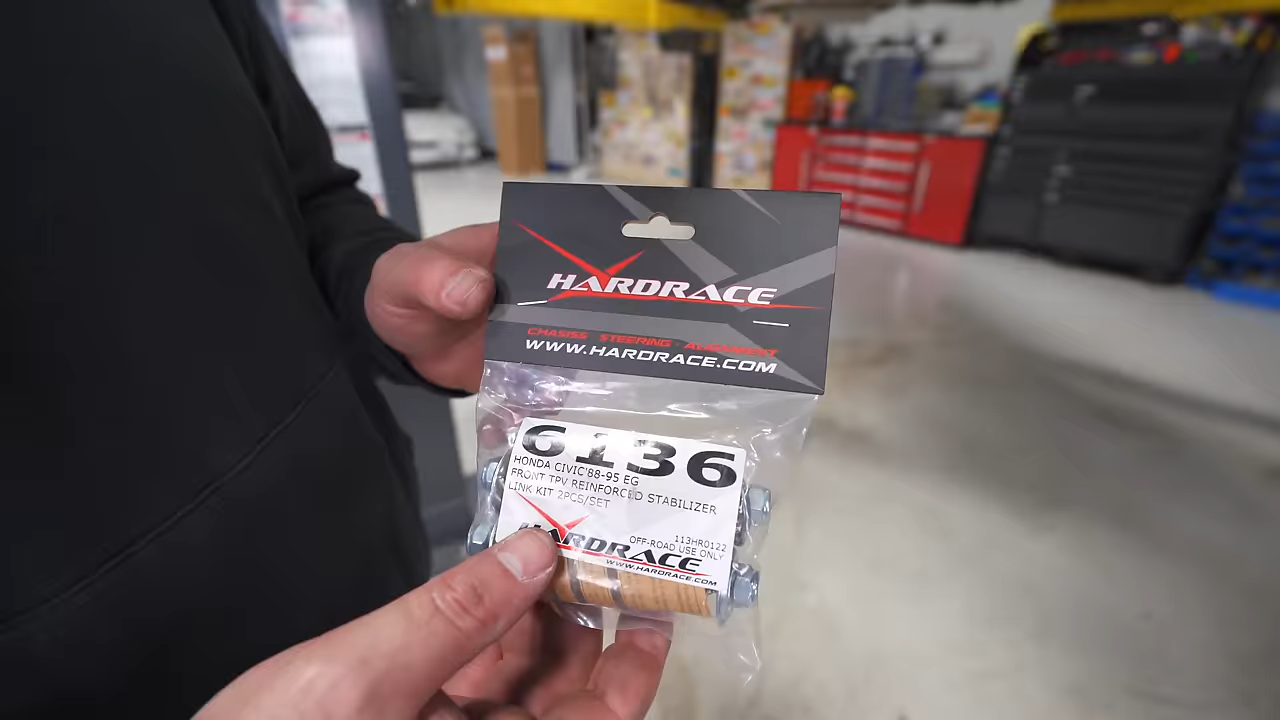 HARDRACE
CHASISS STEERING ALIGNMENT
WWW.HARDRACE.COM
6136
HONDA CIVIC'88-95 EG
FRONT TPV REINFORCED STABILIZER
LINK KIT 2PCS/SET
113HR0122
OFF-ROAD USE ONLY
HARDRACE
WWW.HARDRACE.COM